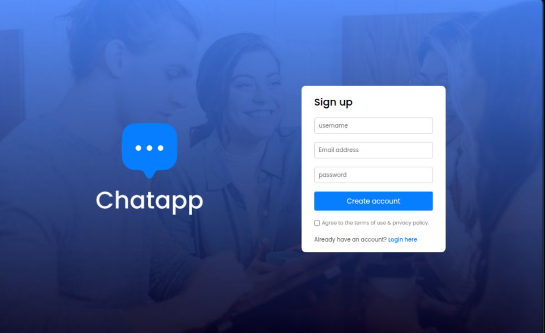 Chatapp
Sign up
username
Email address
password
Create account
Agree to the terms of use & privacy policy.
Already have an account? Login here